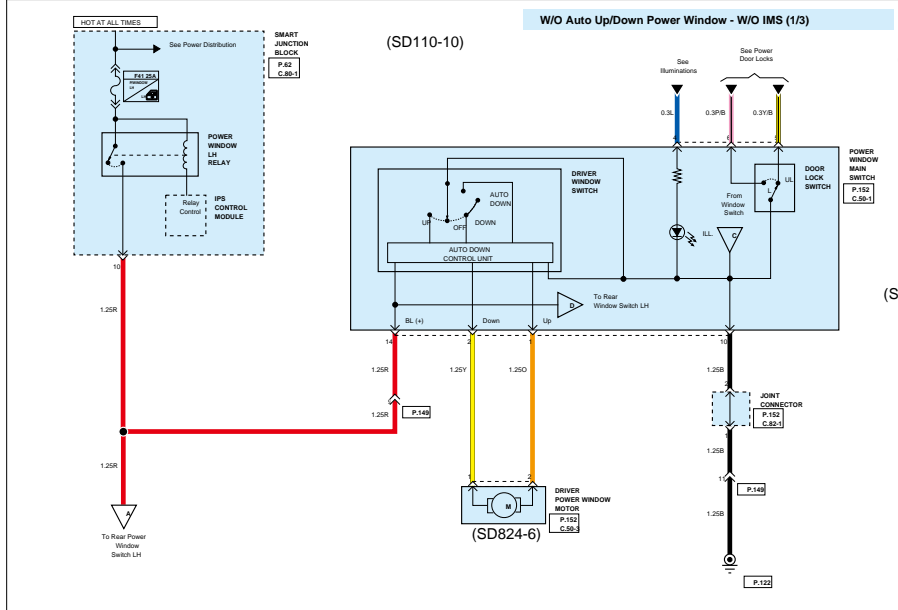 W/O Auto Up/Down Power Window - W/O IMS (1/3)
HOT AT ALL TIMES
See Power Distribution
SMART
JUNCTION
BLOCK
P.62
C.80-1
F41 25A
P/WINDOW
LH
(SD110-10)
See
Illuminations
See Power
Door Locks
0.3L
0.3P/B
0.3Y/B
4
6
5
POWER
WINDOW
LH
RELAY
Relay
Control
IPS
CONTROL
MODULE
10
DRIVER
WINDOW
SWITCH
AUTO
DOWN
UP
OFF
DOWN
AUTO DOWN
CONTROL UNIT
DOOR
LOCK
SWITCH
UL
L
From
Window
Switch
ILL.
C
POWER
WINDOW
MAIN
SWITCH
P.152
C.50-1
(S
D
To Rear
Window Switch LH
BL (+)
Down
Up
14
2
1
10
1.25R
1.25R
1.25Y
1.25O
1.25B
1.25R
P.149
2
JOINT
CONNECTOR
P.152
C.82-1
1
1.25R
1.25B
11
P.149
1.25B
1
2
M
DRIVER
POWER WINDOW
MOTOR
P.152
C.50-3
(SD824-6)
A
To Rear Power
Window
Switch LH
P.122